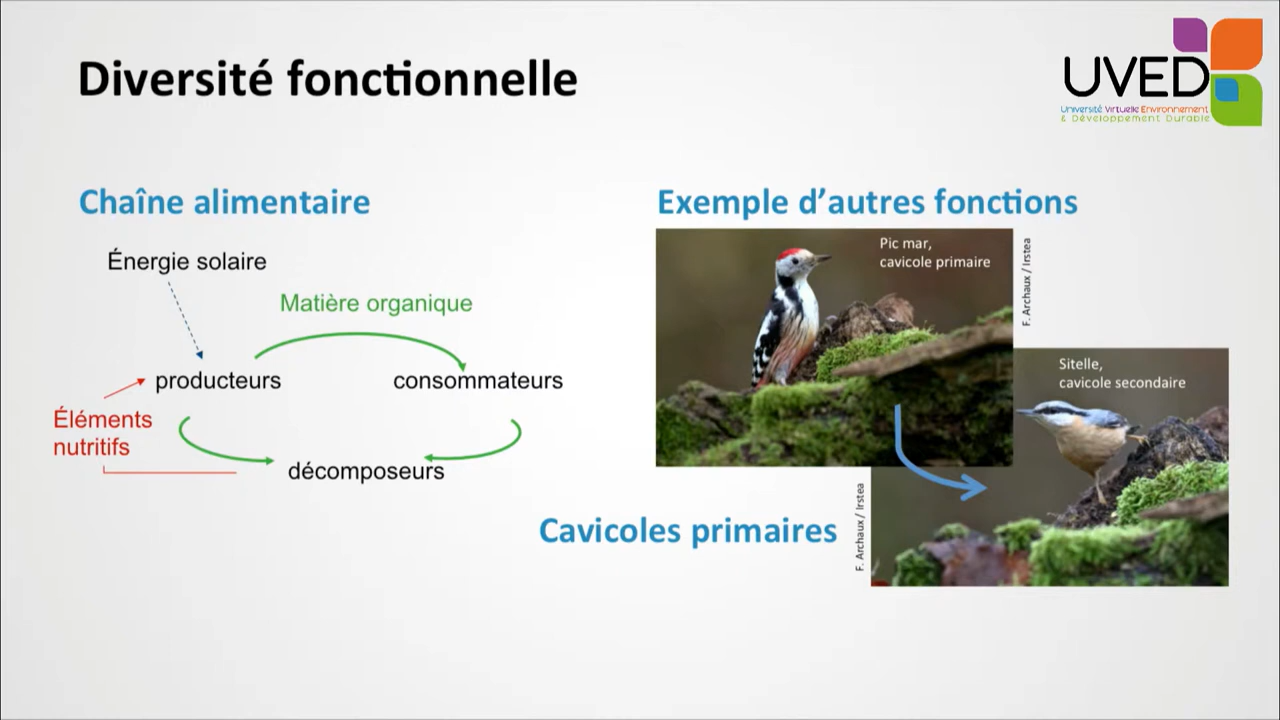 Diversité fonctionnelle
UVED
Université Virtuelle Environnement
& Développement Durable
Chaîne alimentaire
Énergie solaire
Matière organique
producteurs
consommateurs
Éléments
nutritifs
décomposeurs
Exemple d’autres fonctions
Pic mar,
cavicole primaire
F. Archaux / Irstea
Sitelle,
cavicole secondaire
F. Archaux / Irstea
Cavicoles primaires